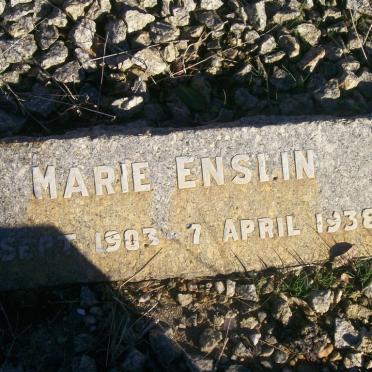 MARIE ENSLIN
SEPT. 1903 - 7 APRIL 1938